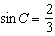 sin C = 2/3